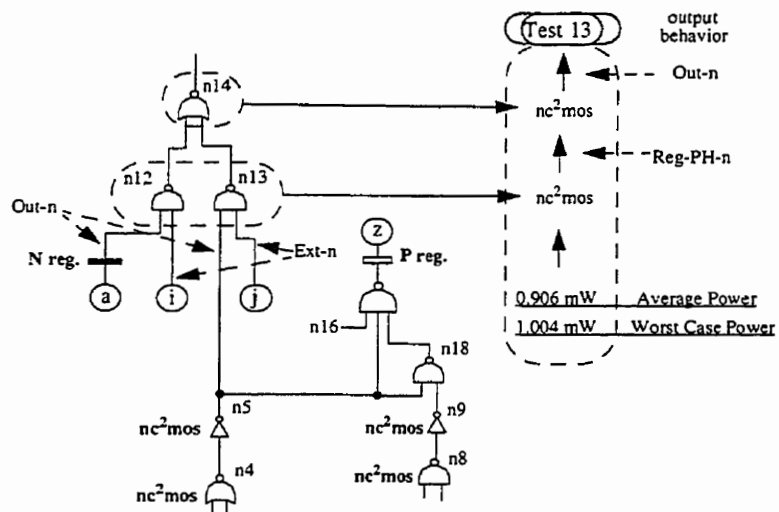 Test 13
output
behavior
n14
Out-n
nc²mos
n12
n13
Reg-PH-n
nc²mos
Out-n
z
N reg.
Ext-n
P reg.
a
i
j
0.906 mW Average Power
n16
1.004 mW Worst Case Power
n18
n5
n9
nc²mos
nc²mos
n4
nc²mos
n8
nc²mos